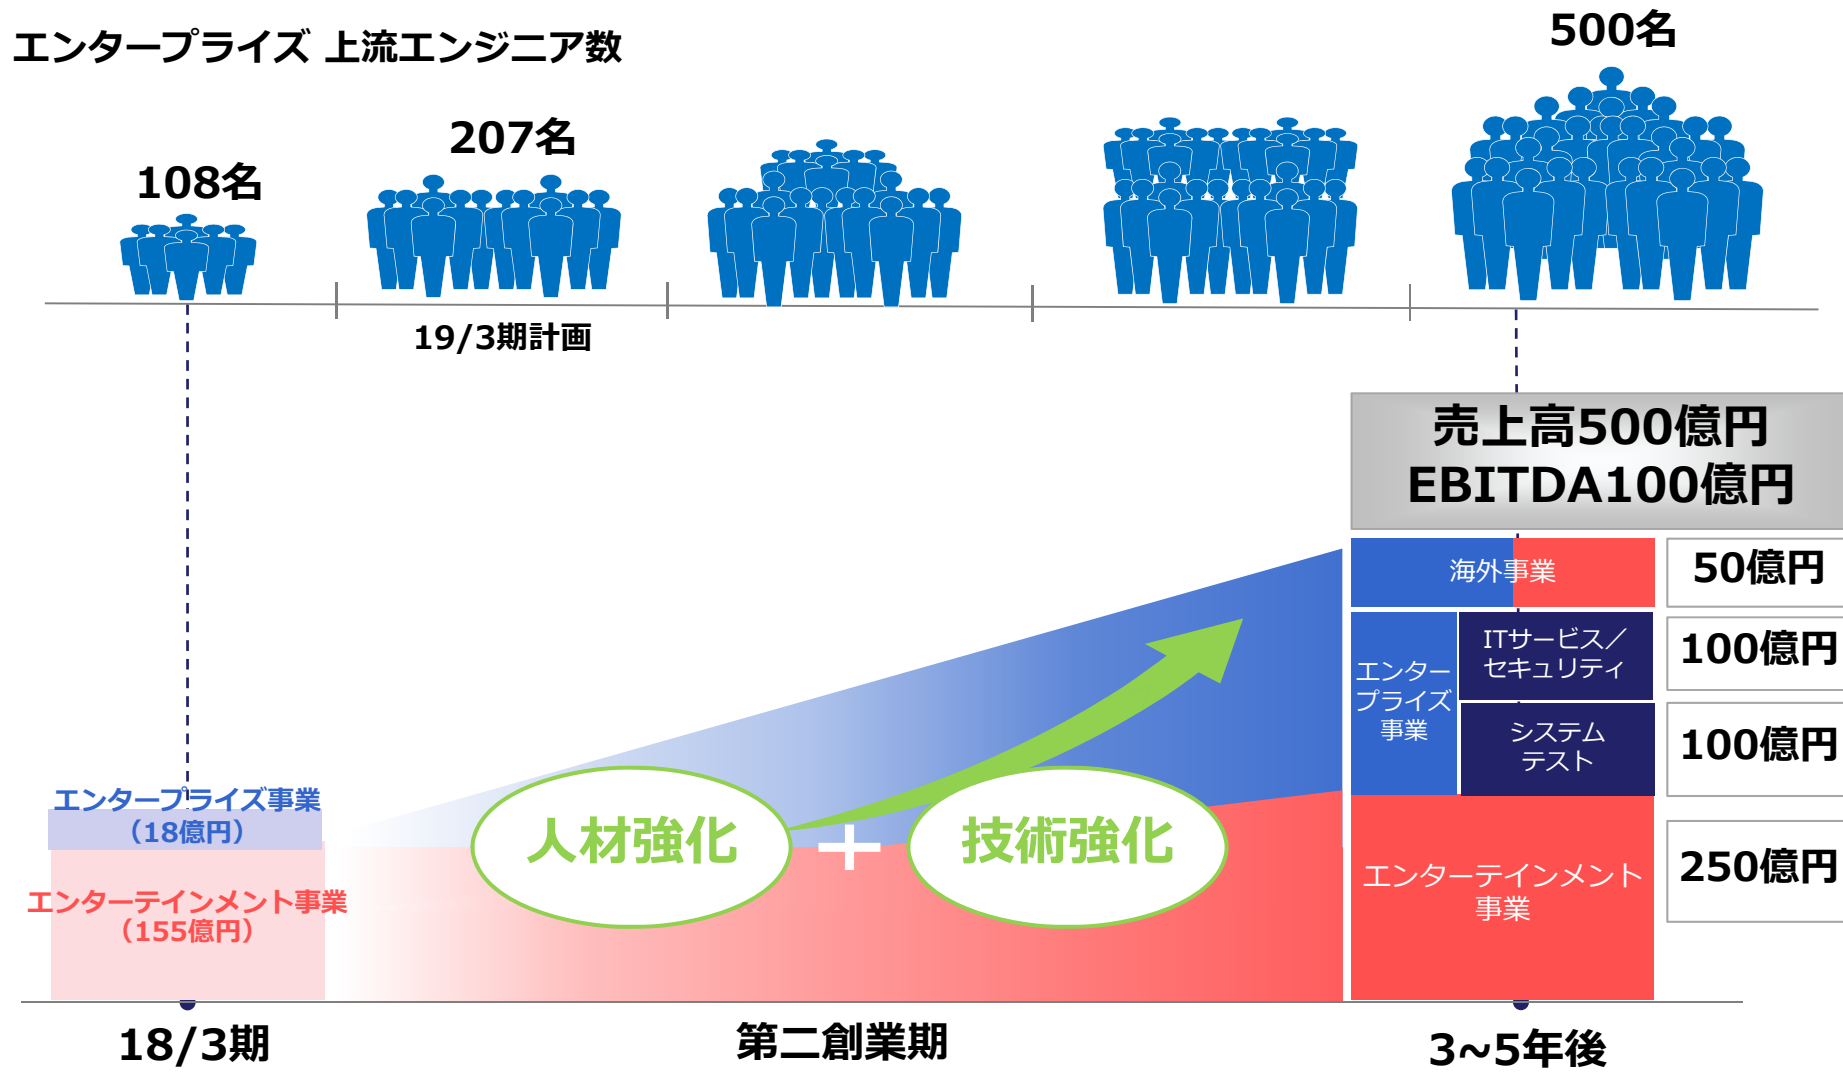 エンタープライズ 上流エンジニア数
108名
207名
500名
19/3期計画
売上高500億円
EBITDA100億円
海外事業
50億円
エンター
プライズ
事業
ITサービス／
セキュリティ
100億円
システム
テスト
100億円
エンタープライズ事業
（18億円）
エンターテインメント事業
（155億円）
人材強化
+
技術強化
エンターテインメント
事業
250億円
18/3期
第二創業期
3~5年後